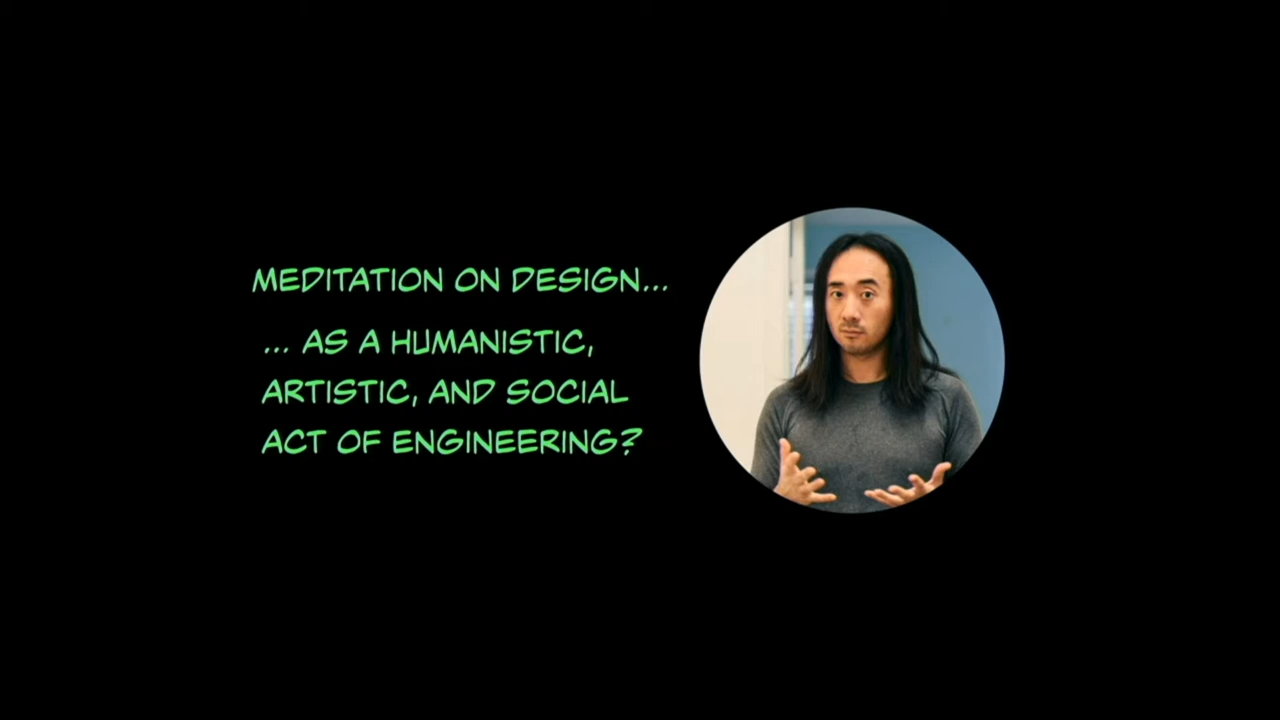 MEDITATION ON DESIGN...
... AS A HUMANISTIC,
ARTISTIC, AND SOCIAL
ACT OF ENGINEERING?